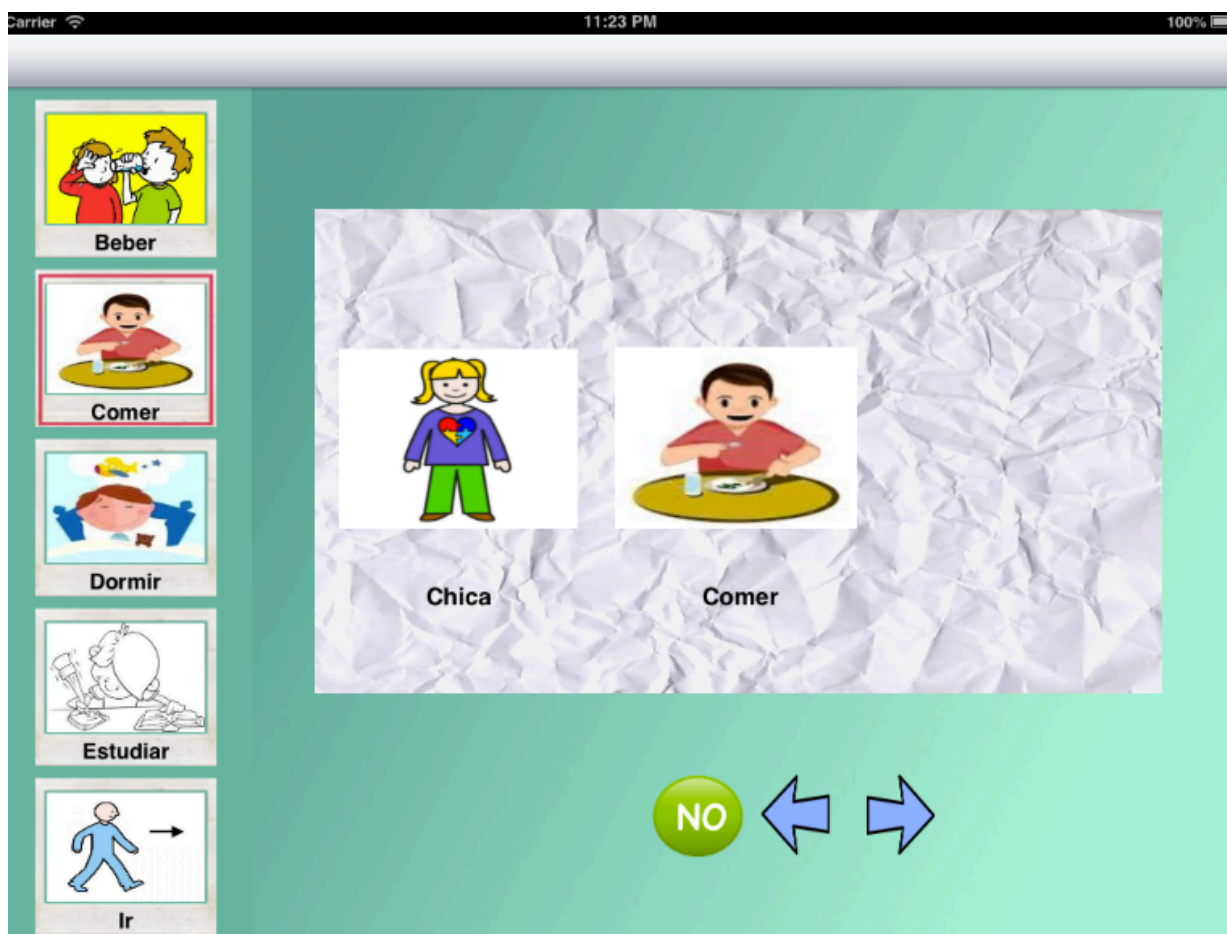 Carrier
11:23 PM
100%
Beber
Comer
Dormir
Estudiar
Ir
Chica
Comer
NO